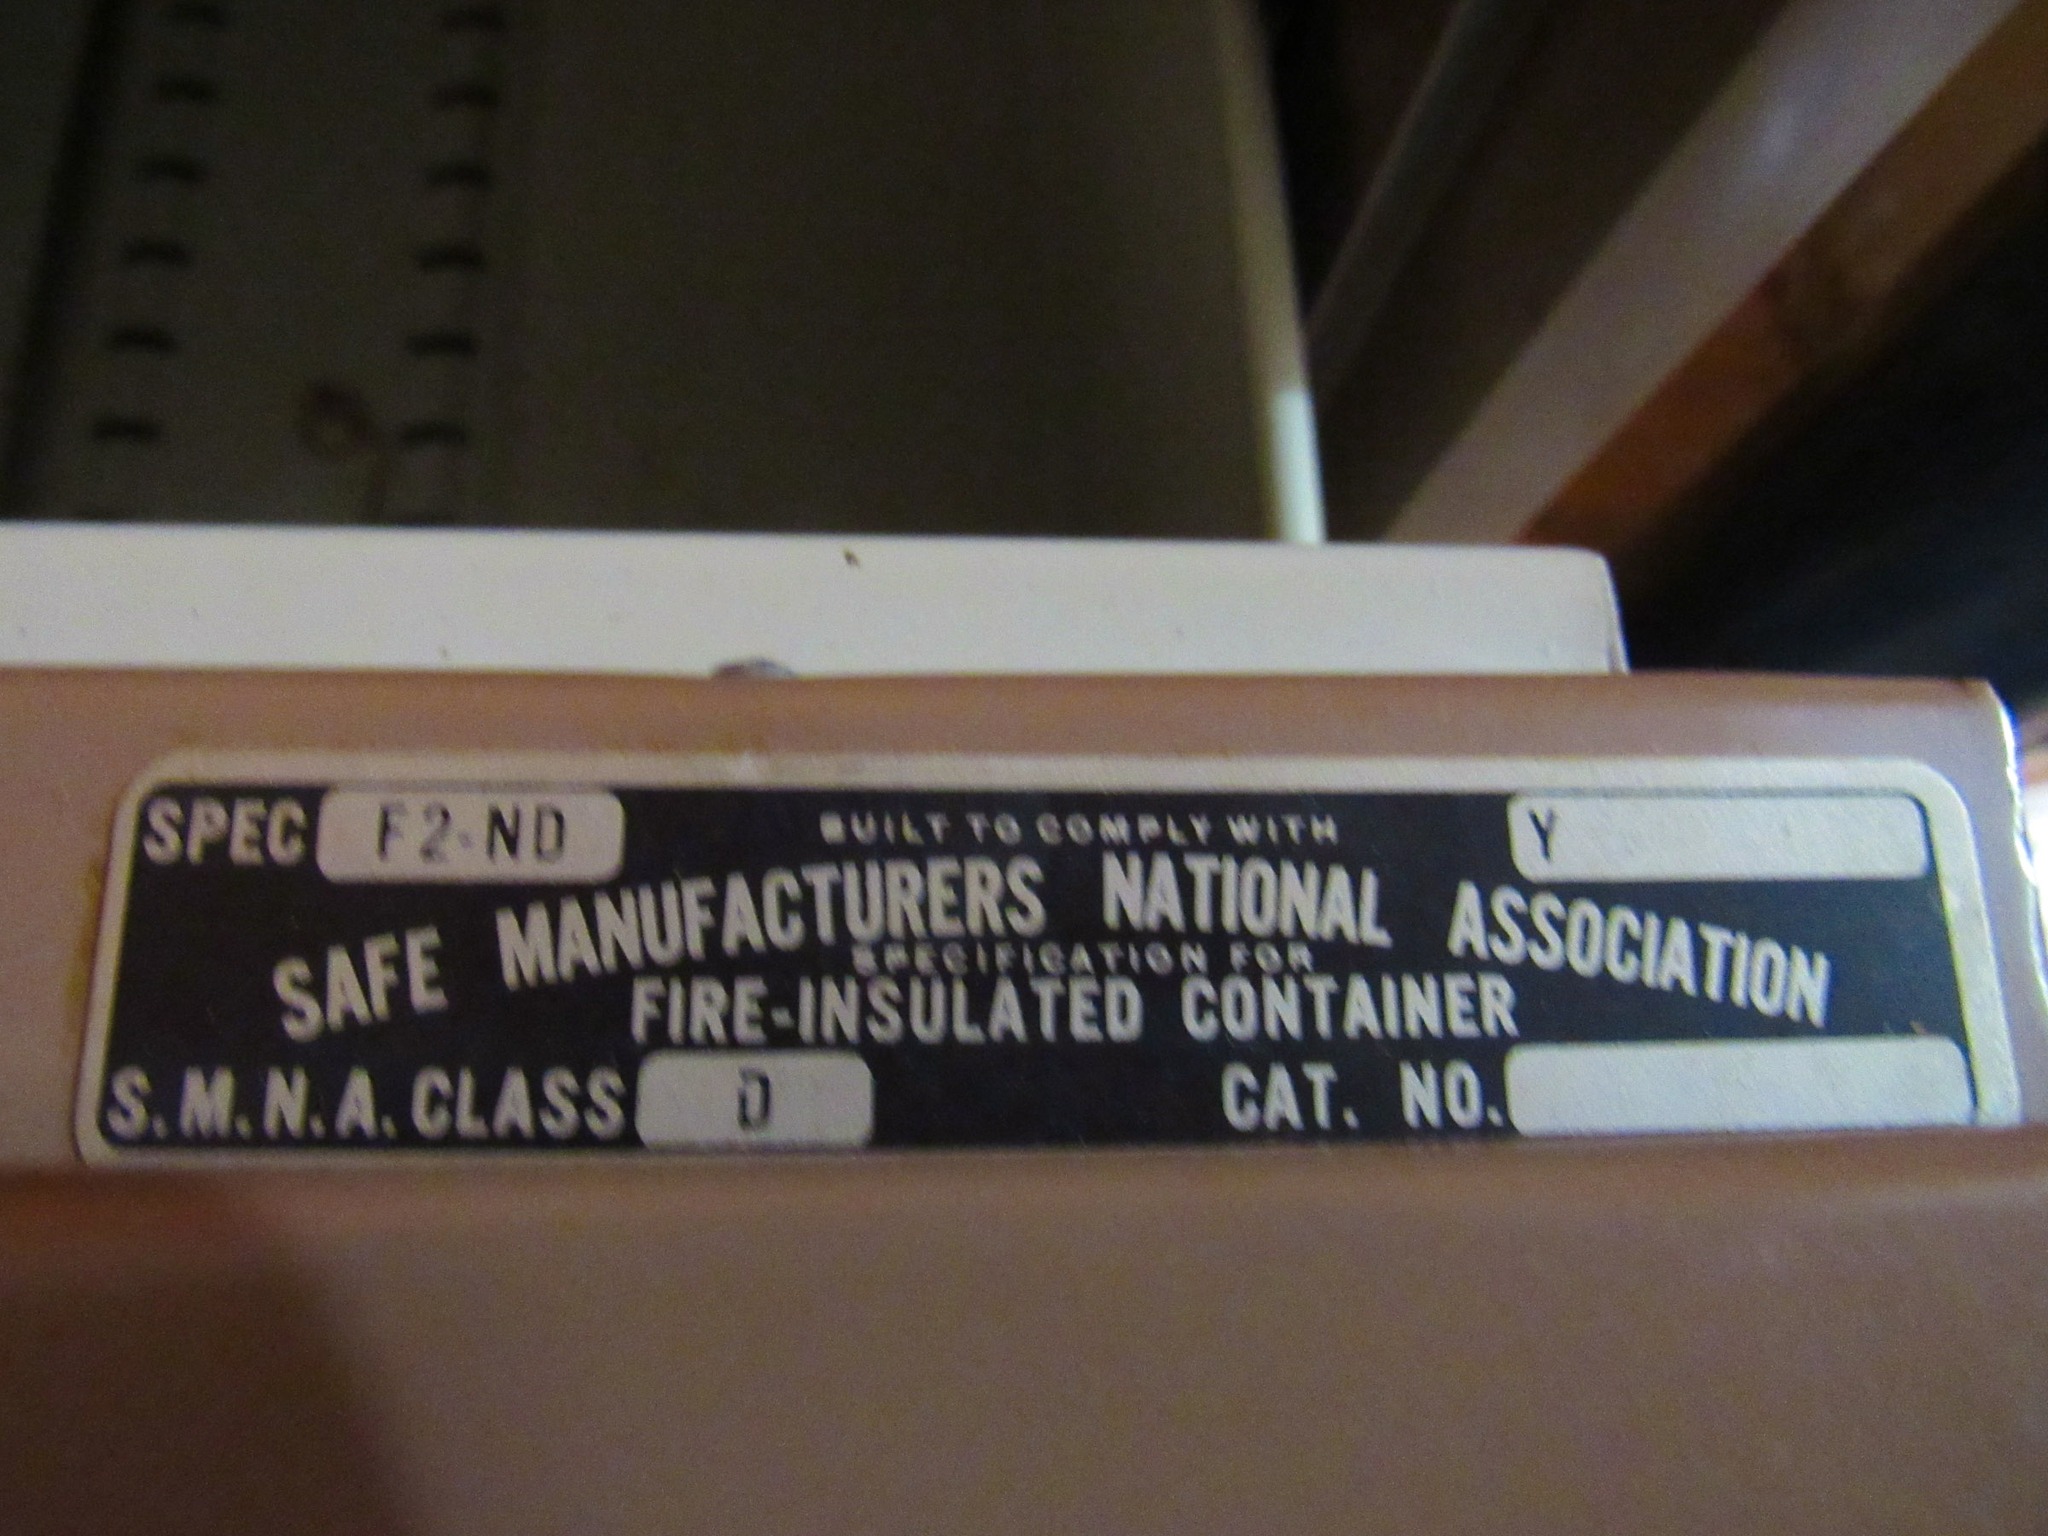 SPEC F2-ND
BUILT TO COMPLY WITH
Y
SAFE MANUFACTURERS NATIONAL ASSOCIATION
SPECIFICATION FOR
FIRE-INSULATED CONTAINER
S.M.N.A. CLASS D
CAT. NO.